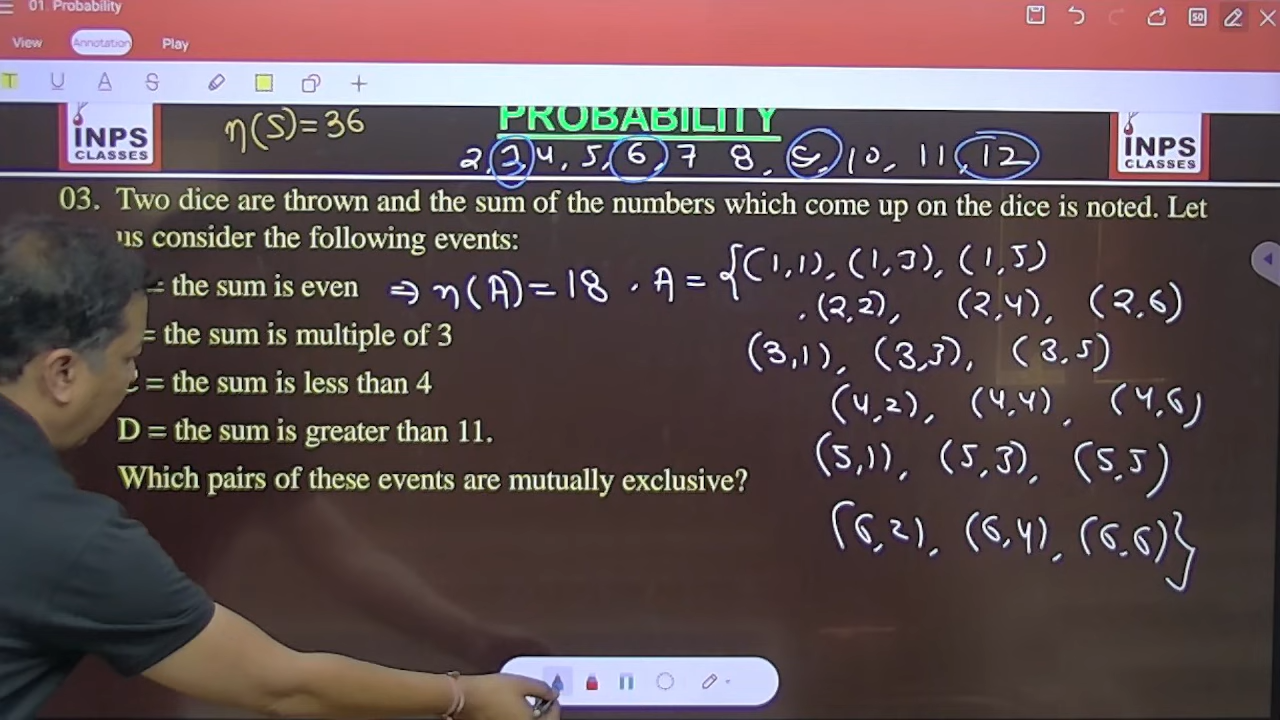 01. Probability
View Annotation Play
T U A S
50
iNPS CLASSES
η(S)=36
PROBABILITY
iNPS CLASSES
2, 3, 4, 5, 6, 7 8, 9, 10, 11, 12
03. Two dice are thrown and the sum of the numbers which come up on the dice is noted. Let
us consider the following events:
= the sum is even ⇒ η(A) = 18 . A = {(1,1), (1,3), (1,5)
(2,2), (2,4), (2,6)
= the sum is multiple of 3
(3,1), (3,3), (3,5)
C = the sum is less than 4
(4,2), (4,4), (4,6)
D = the sum is greater than 11.
(5,1), (5,3), (5,5)
Which pairs of these events are mutually exclusive?
(6,2), (6,4), (6,6)}